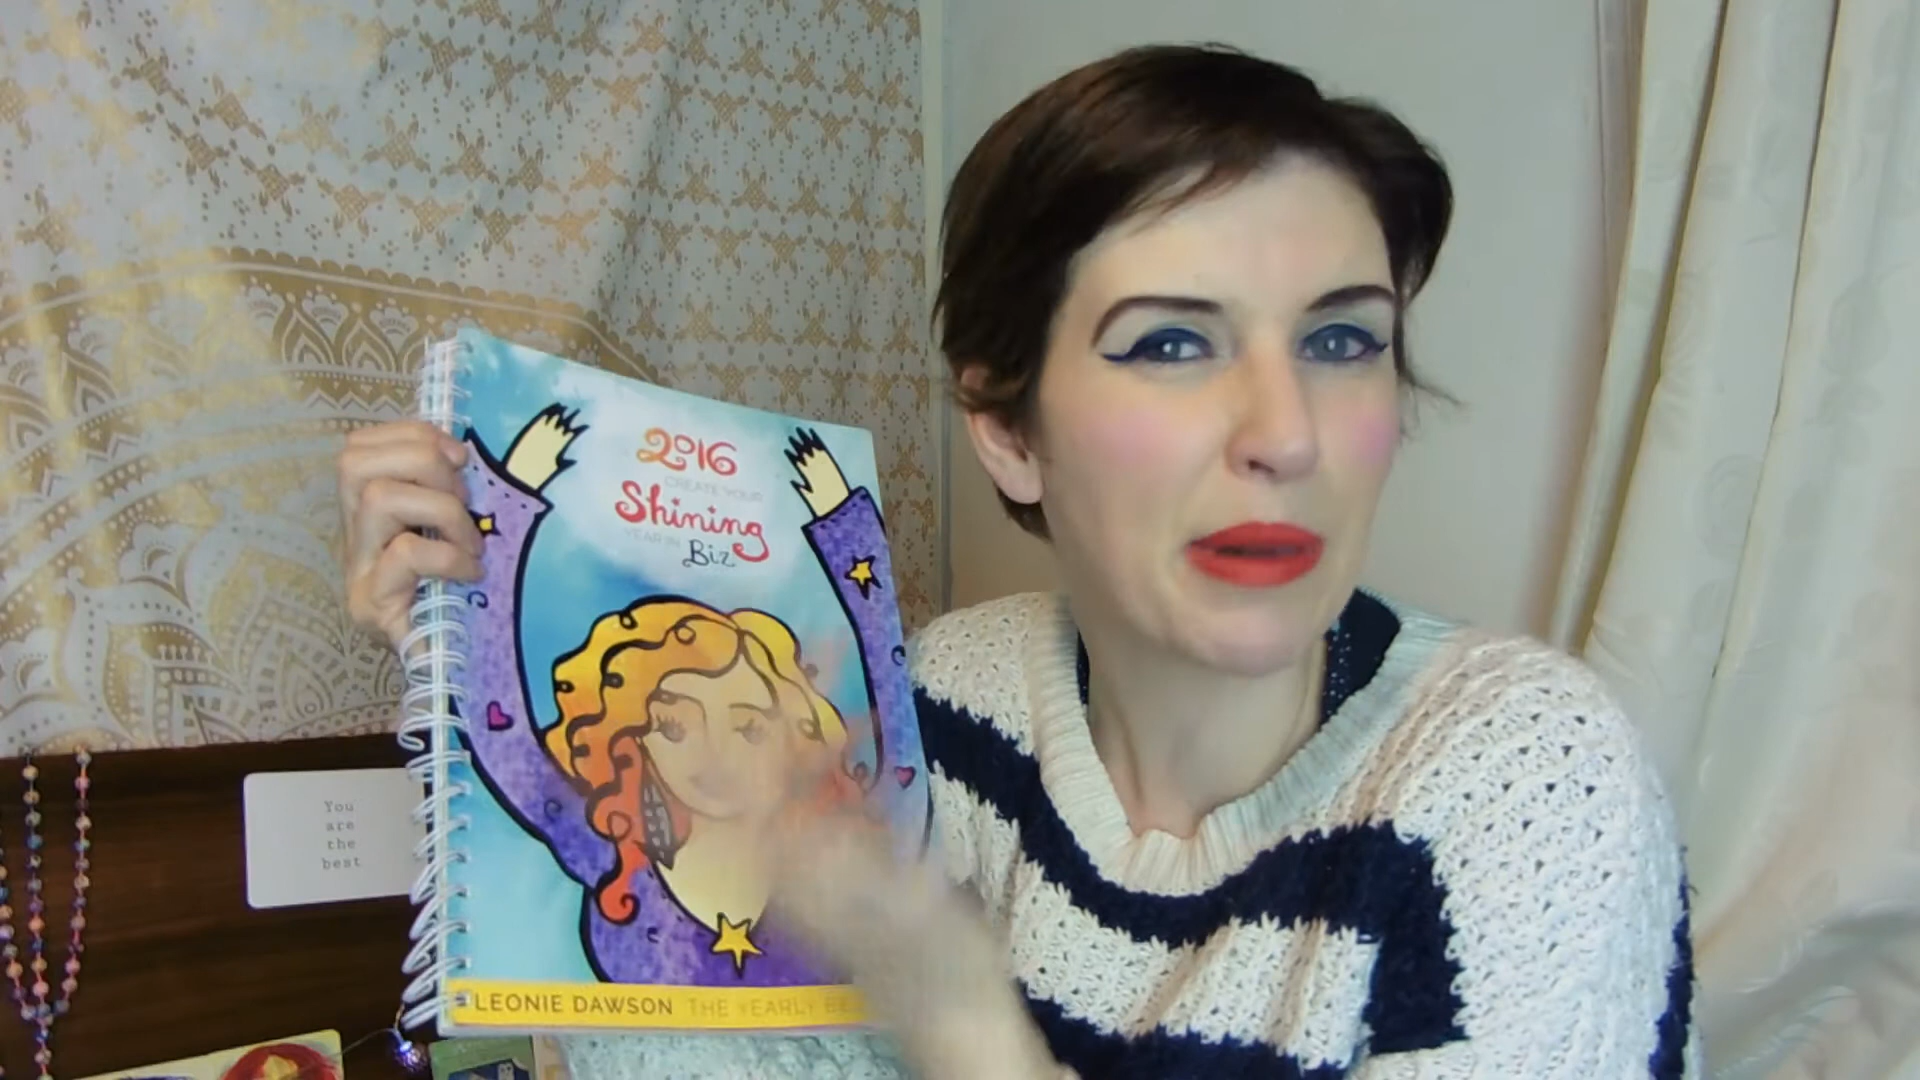 2016
CREATE YOUR
Shining
YEAR IN Biz
LEONIE DAWSON THE YEARLY
You
are
the
best